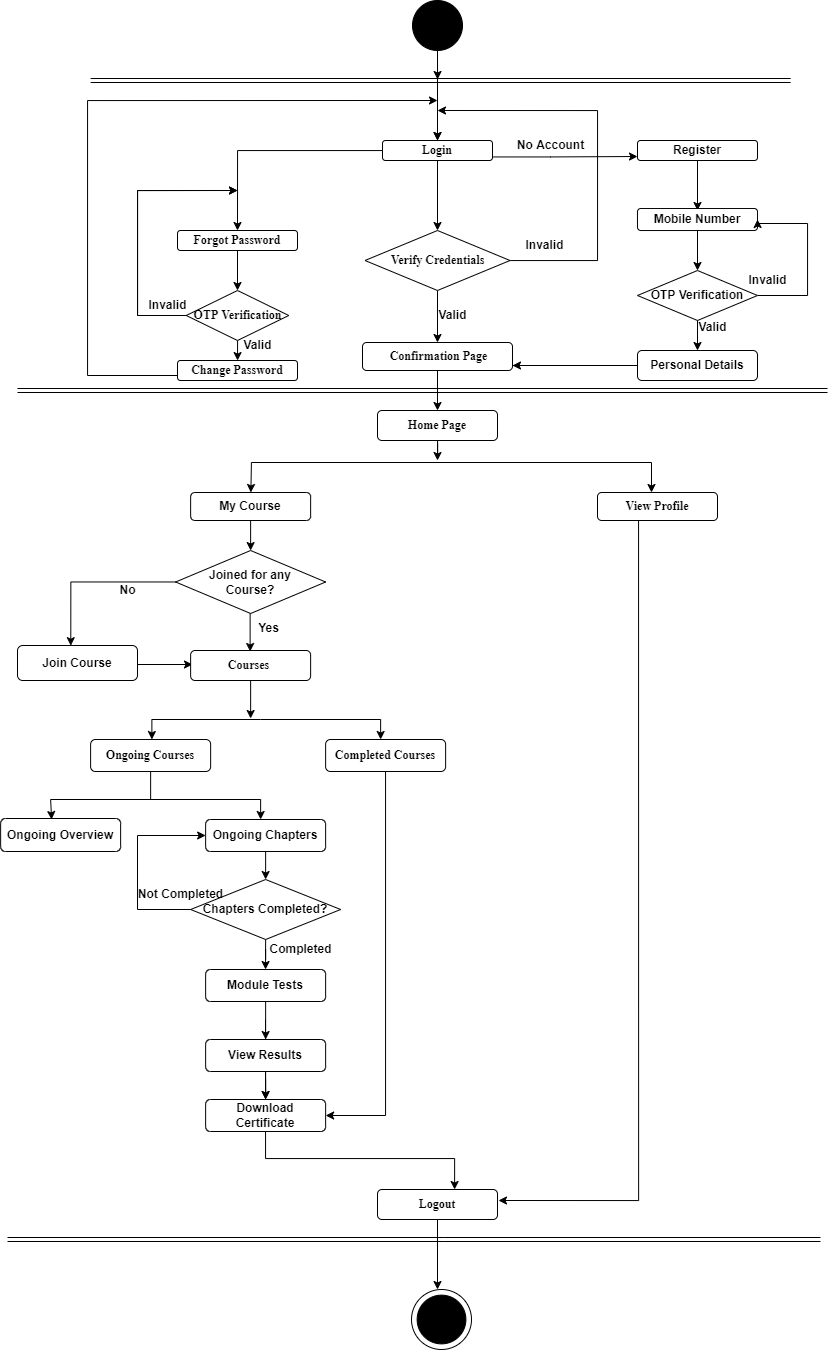 No Account
Login
Register
Mobile Number
Forgot Password
Invalid
Verify Credentials
Invalid
OTP Verification
Invalid
OTP Verification
Valid
Valid
Valid
Change Password
Confirmation Page
Personal Details
Home Page
My Course
View Profile
Joined for any
Course?
No
Yes
Join Course
Courses
Ongoing Courses
Completed Courses
Ongoing Overview
Ongoing Chapters
Not Completed
Chapters Completed?
Completed
Module Tests
View Results
Download
Certificate
Logout